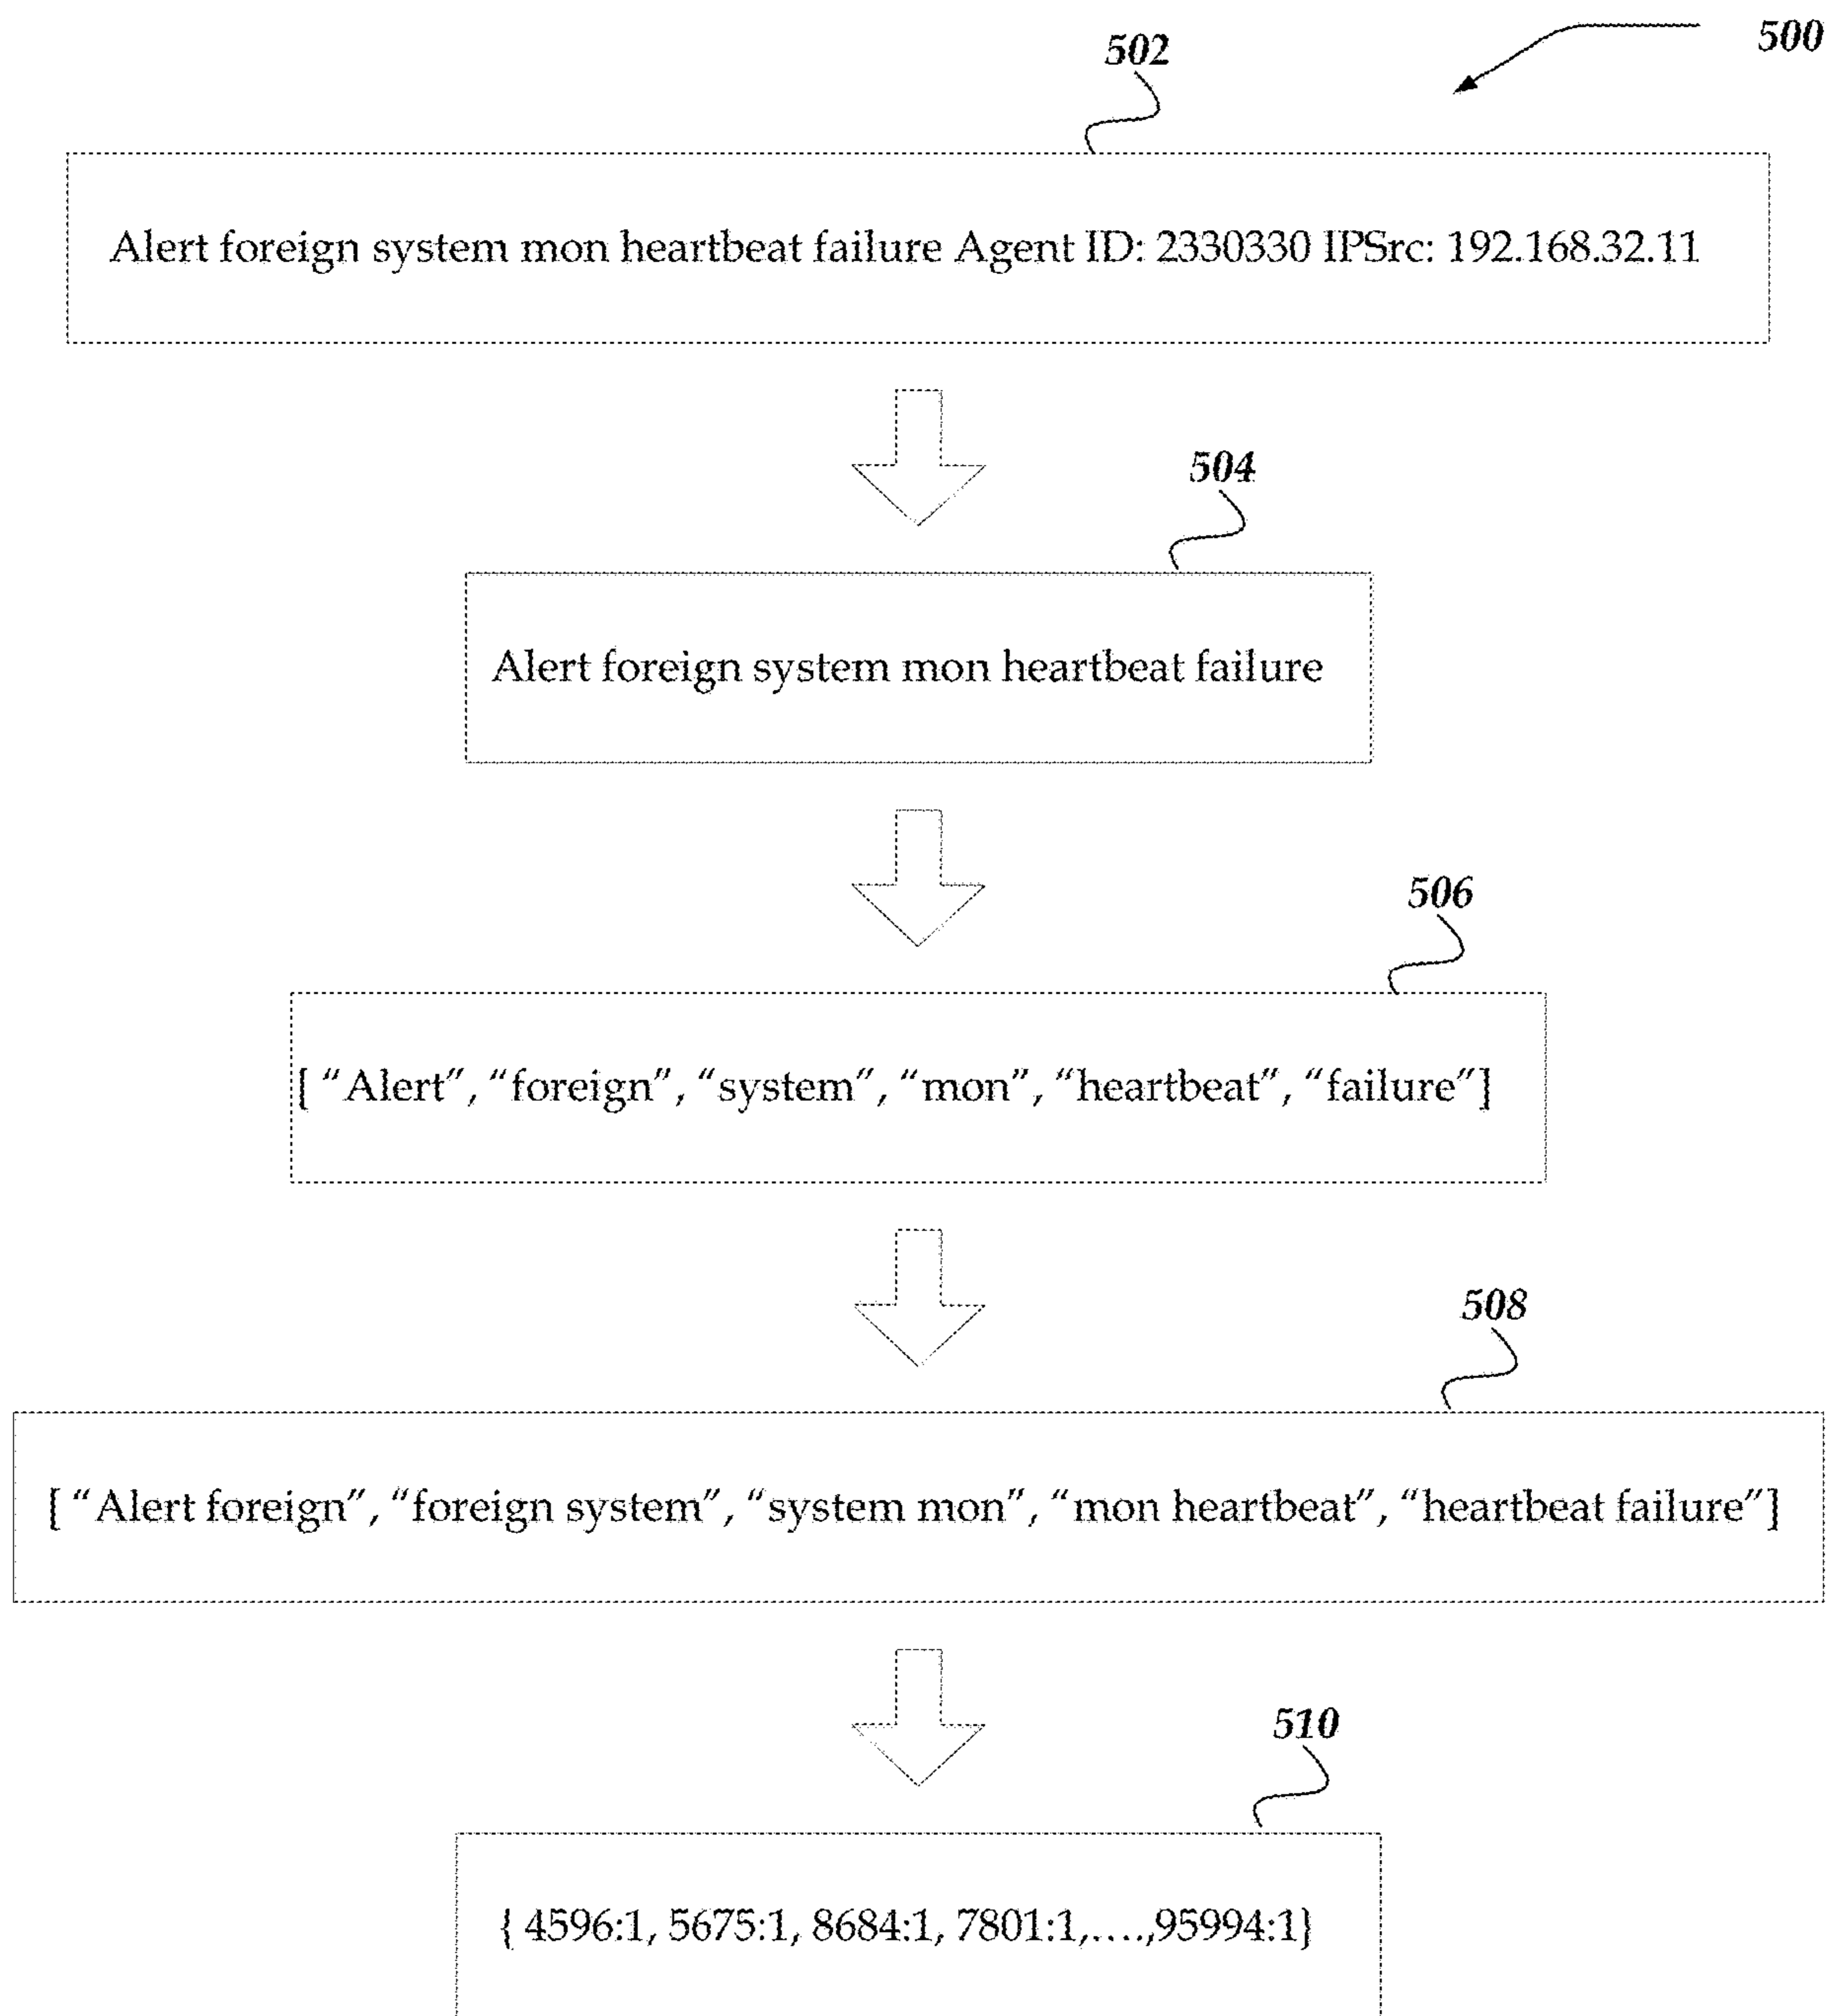 500
502
Alert foreign system mon heartbeat failure Agent ID: 2330330 IPSrc: 192.168.32.11
504
Alert foreign system mon heartbeat failure
506
[ “Alert”, “foreign”, “system”, “mon”, “heartbeat”, “failure”]
508
[ “Alert foreign”, “foreign system”, “system mon”, “mon heartbeat”, “heartbeat failure”]
510
{ 4596:1, 5675:1, 8684:1, 7801:1,….,95994:1}